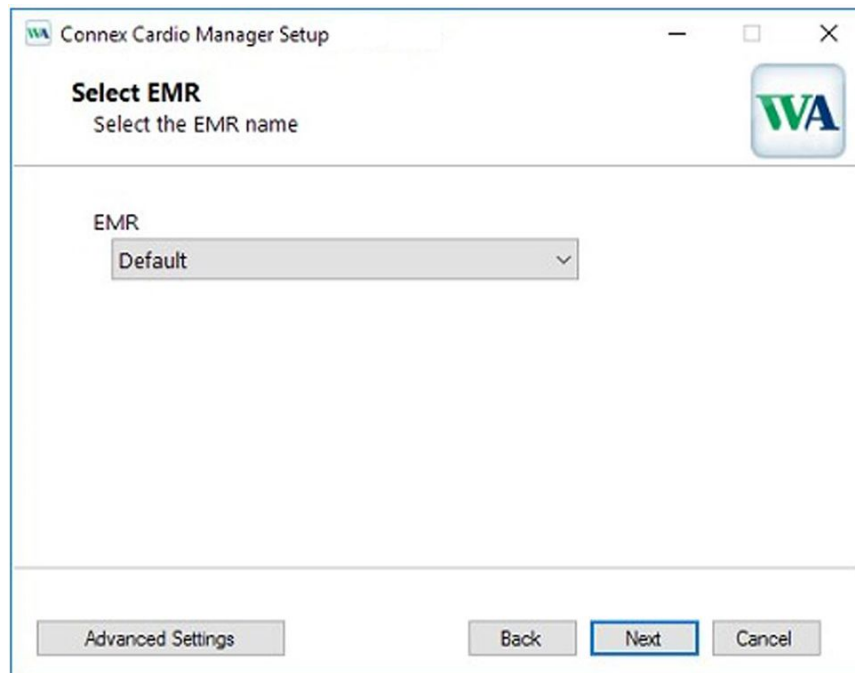 WA Connex Cardio Manager Setup
Select EMR
Select the EMR name
WA
EMR
Default
Advanced Settings
Back
Next
Cancel